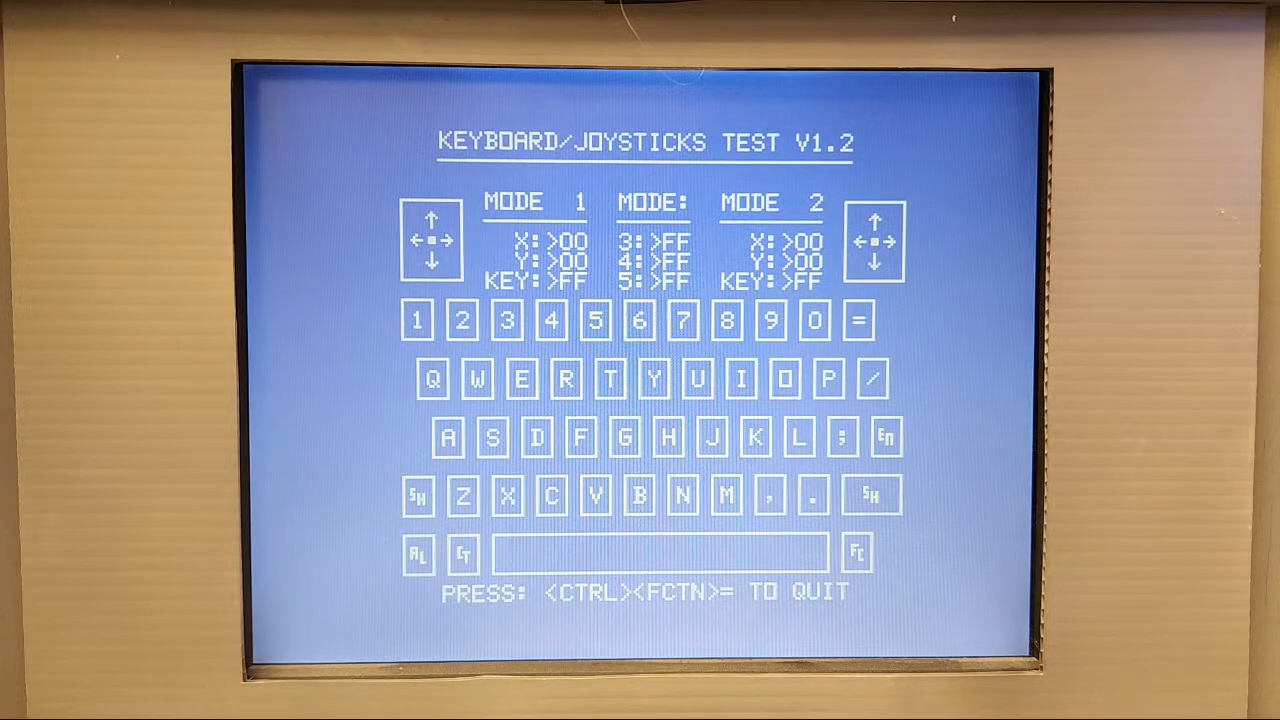 KEYBOARD/JOYSTICKS TEST V1.2
MODE 1 MODE: MODE 2
X:>00 3:>FF X:>00
Y:>00 4:>FF Y:>00
KEY:>FF 5:>FF KEY:>FF
1 2 3 4 5 6 7 8 9 0 =
Q W E R T Y U I O P /
A S D F G H J K L ; En
SH Z X C V B N M , . SH
AL CT FC
PRESS: <CTRL><FCTN>= TO QUIT